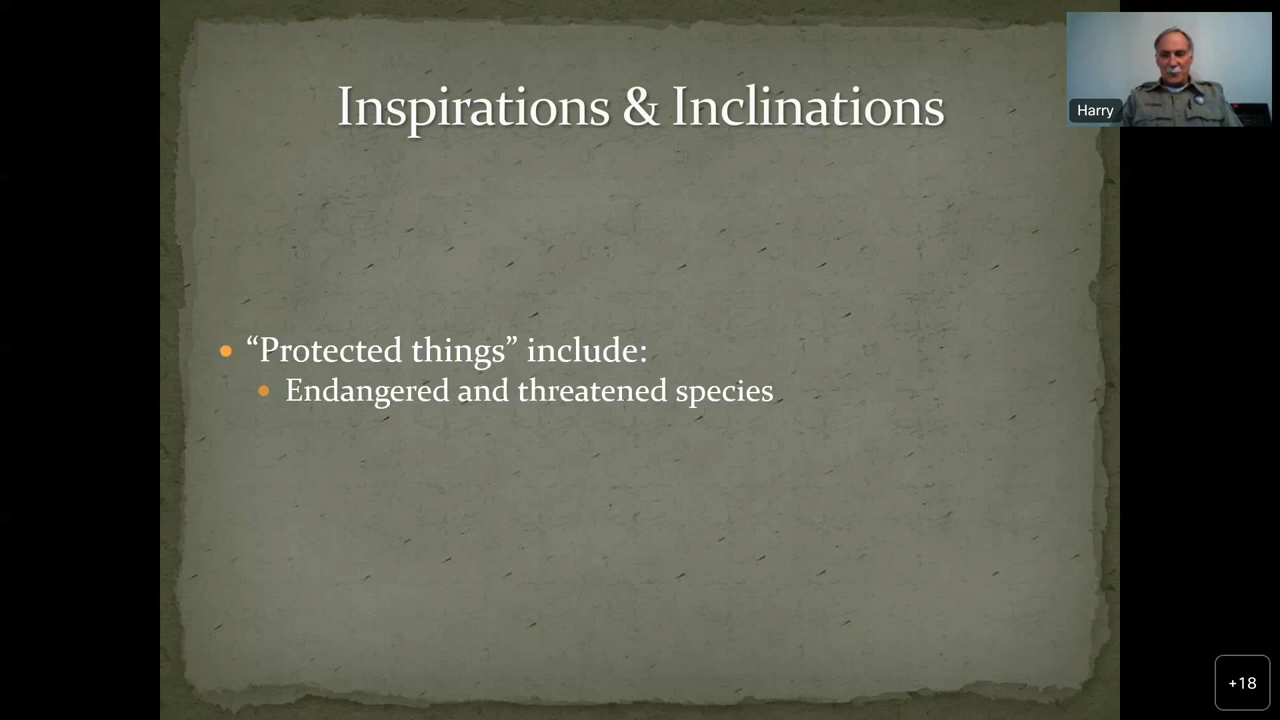 Inspirations & Inclinations
Harry
“Protected things” include:
Endangered and threatened species
+18